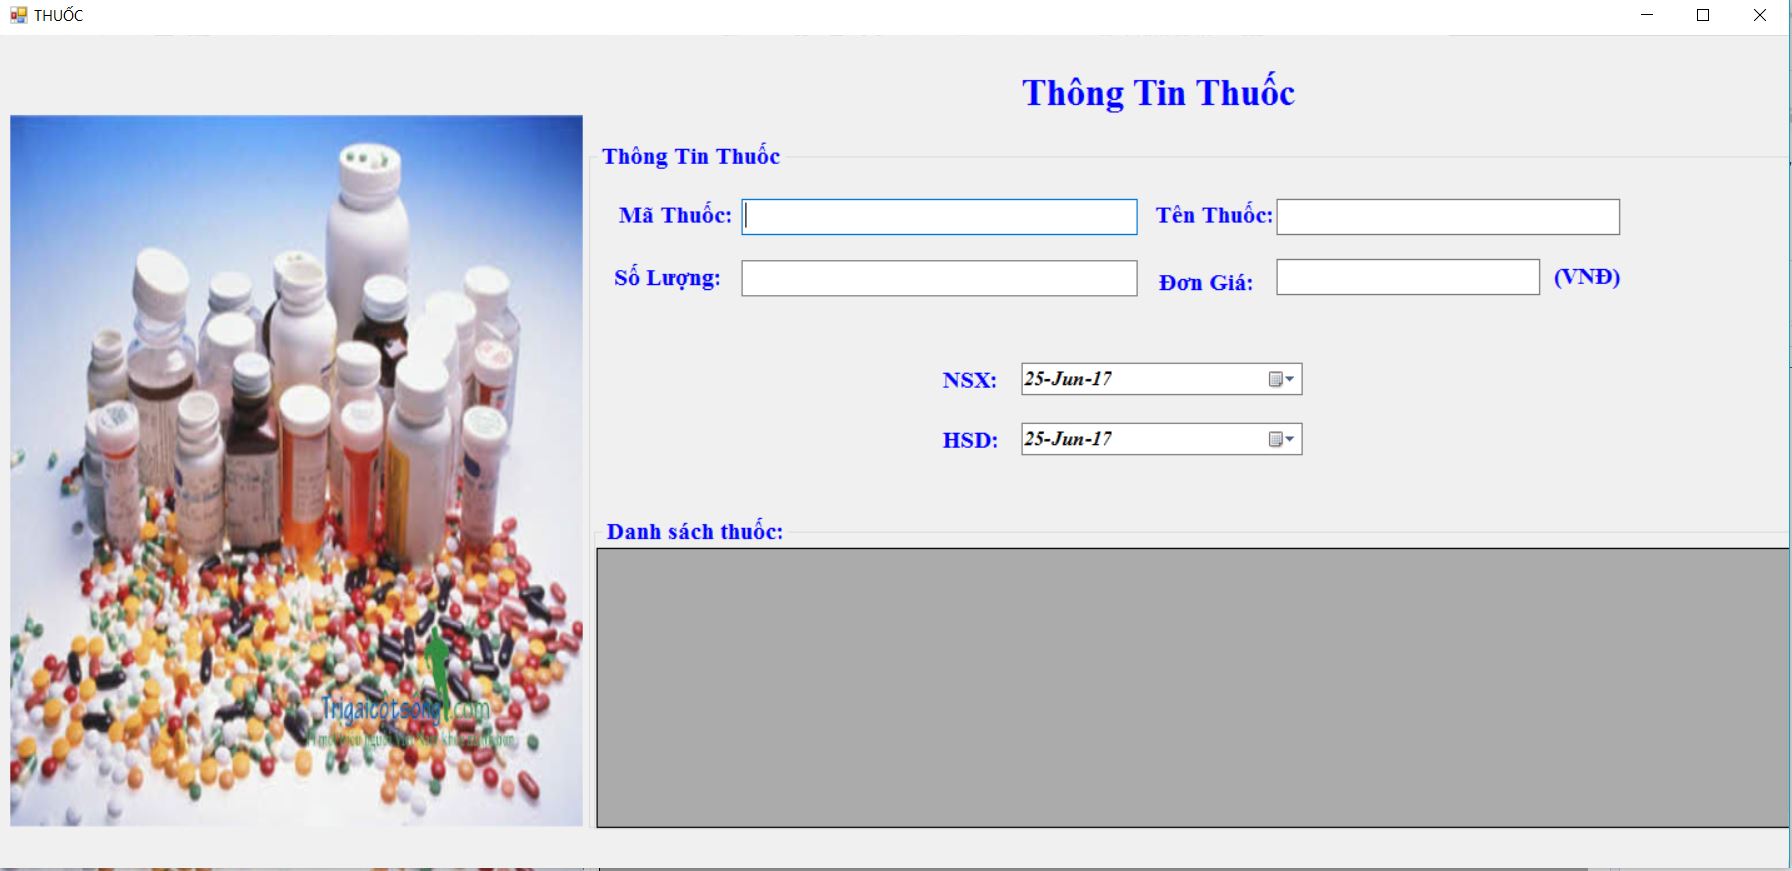 THUỐC
Thông Tin Thuốc
Thông Tin Thuốc
Mã Thuốc: Tên Thuốc:
Số Lượng: Đơn Giá: (VNĐ)
NSX: 25-Jun-17
HSD: 25-Jun-17
Danh sách thuốc:
Trigaicotsong.com